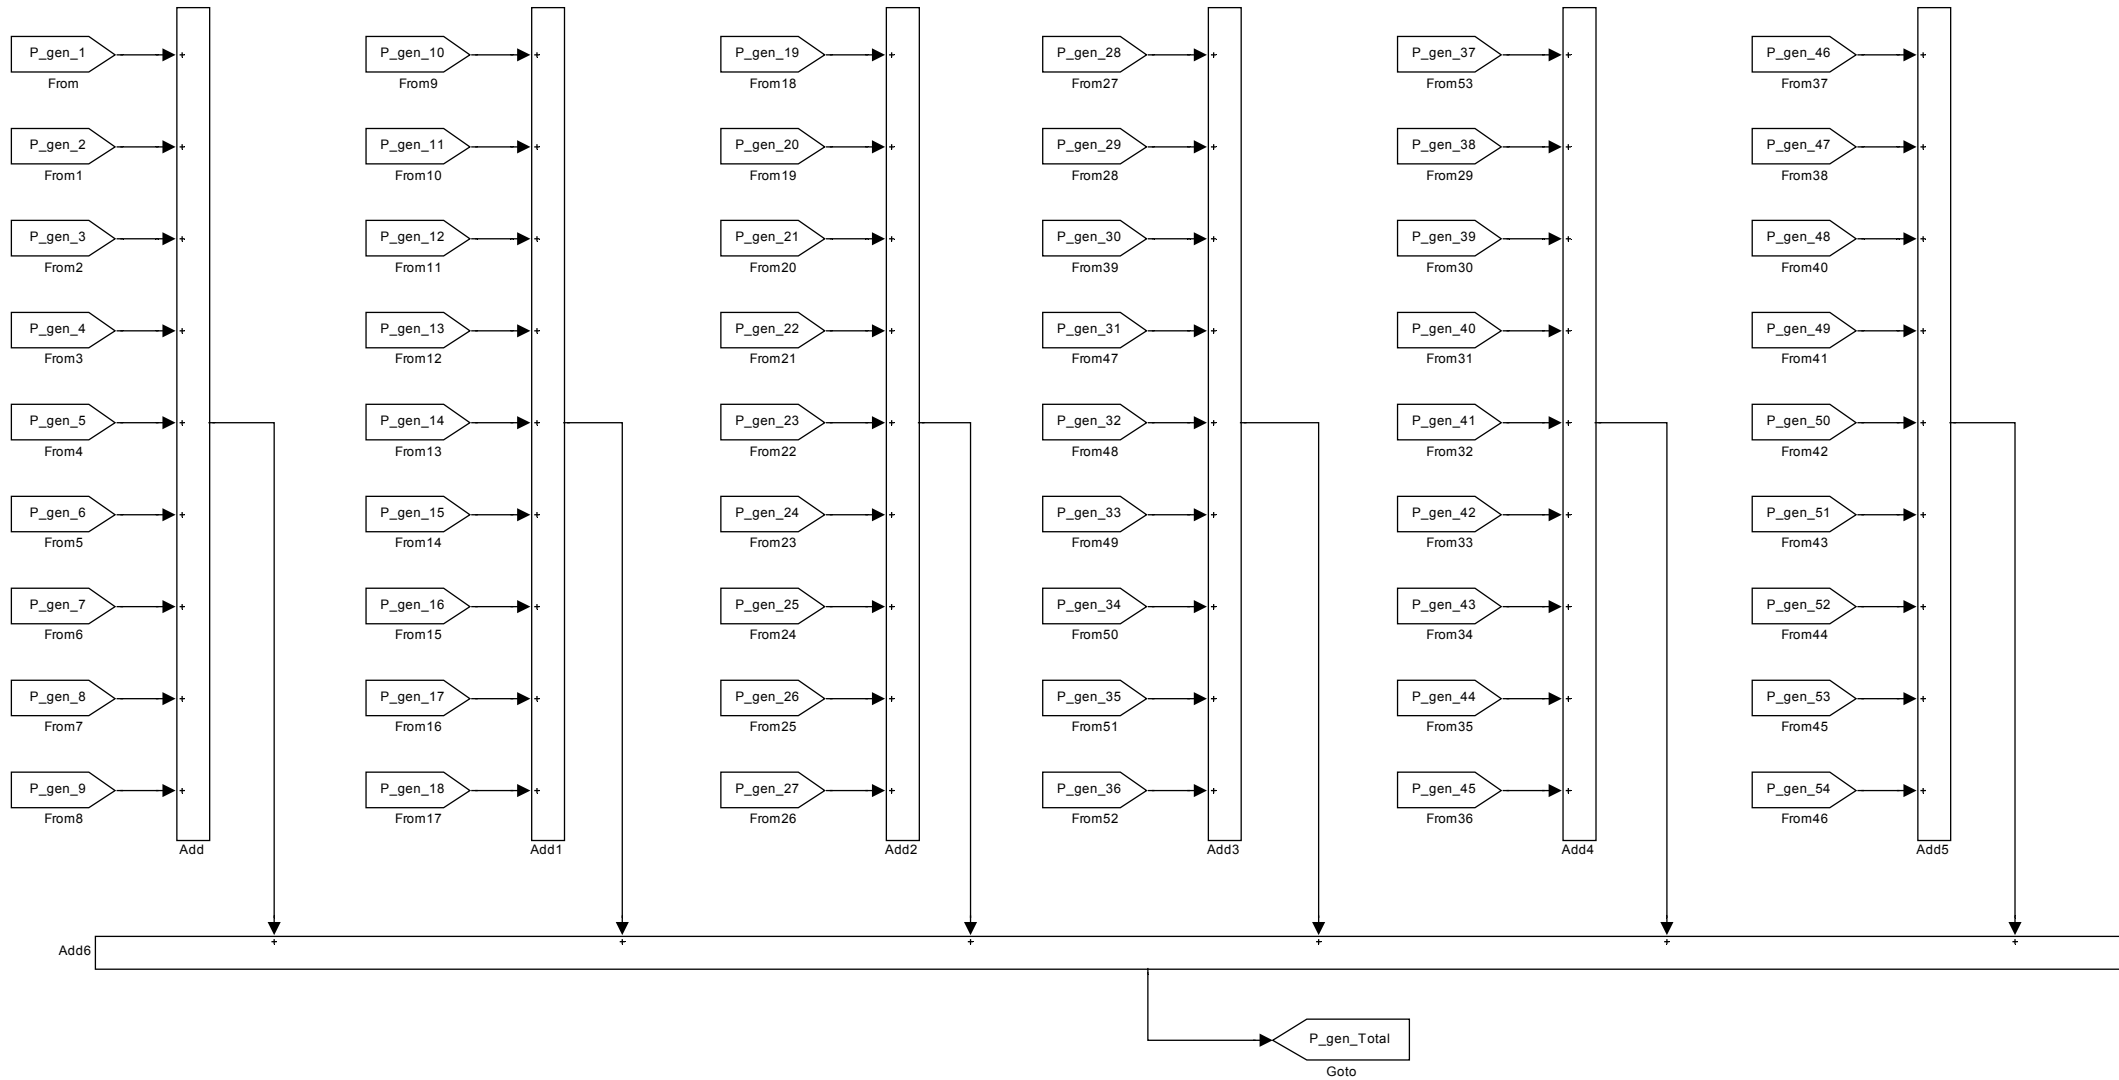 P_gen_1 P_gen_10 P_gen_19 P_gen_28 P_gen_37 P_gen_46
From From9 From18 From27 From53 From37
P_gen_2 P_gen_11 P_gen_20 P_gen_29 P_gen_38 P_gen_47
From1 From10 From19 From28 From29 From38
P_gen_3 P_gen_12 P_gen_21 P_gen_30 P_gen_39 P_gen_48
From2 From11 From20 From39 From30 From40
P_gen_4 P_gen_13 P_gen_22 P_gen_31 P_gen_40 P_gen_49
From3 From12 From21 From47 From31 From41
P_gen_5 P_gen_14 P_gen_23 P_gen_32 P_gen_41 P_gen_50
From4 From13 From22 From48 From32 From42
P_gen_6 P_gen_15 P_gen_24 P_gen_33 P_gen_42 P_gen_51
From5 From14 From23 From49 From33 From43
P_gen_7 P_gen_16 P_gen_25 P_gen_34 P_gen_43 P_gen_52
From6 From15 From24 From50 From34 From44
P_gen_8 P_gen_17 P_gen_26 P_gen_35 P_gen_44 P_gen_53
From7 From16 From25 From51 From35 From45
P_gen_9 P_gen_18 P_gen_27 P_gen_36 P_gen_45 P_gen_54
From8 From17 From26 From52 From36 From46
Add Add1 Add2 Add3 Add4 Add5
Add6
P_gen_Total
Goto